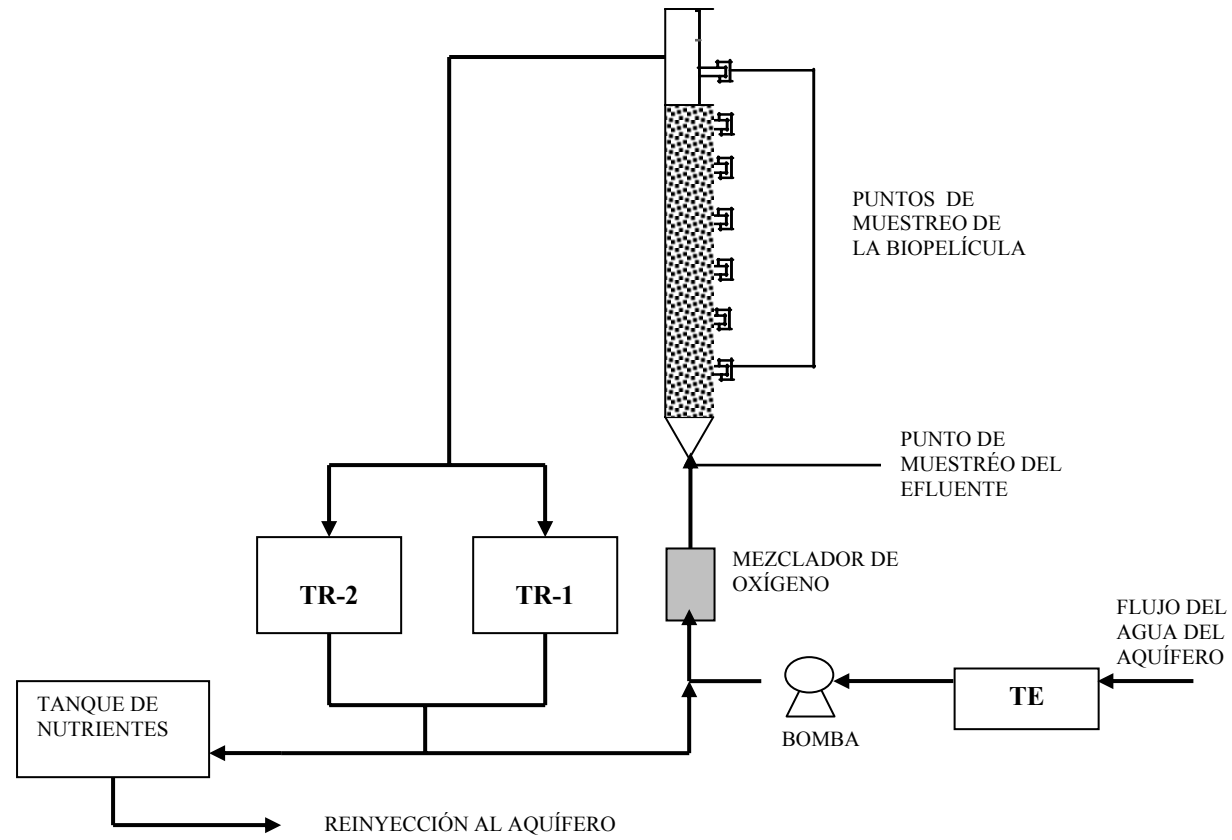 PUNTOS DE
MUESTREO DE
LA BIOPELÍCULA
PUNTO DE
MUESTRÉO DEL
EFLUENTE
MEZCLADOR DE
OXÍGENO
TR-2
TR-1
FLUJO DEL
AGUA DEL
AQUÍFERO
TE
BOMBA
TANQUE DE
NUTRIENTES
REINYECCIÓN AL AQUÍFERO